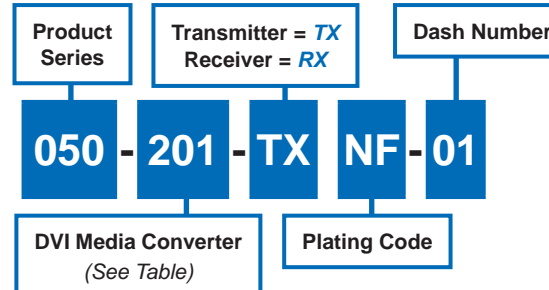 Product
Series
Transmitter = TX
Receiver = RX
Dash Number
050 - 201 - TX NF - 01
DVI Media Converter
(See Table)
Plating Code